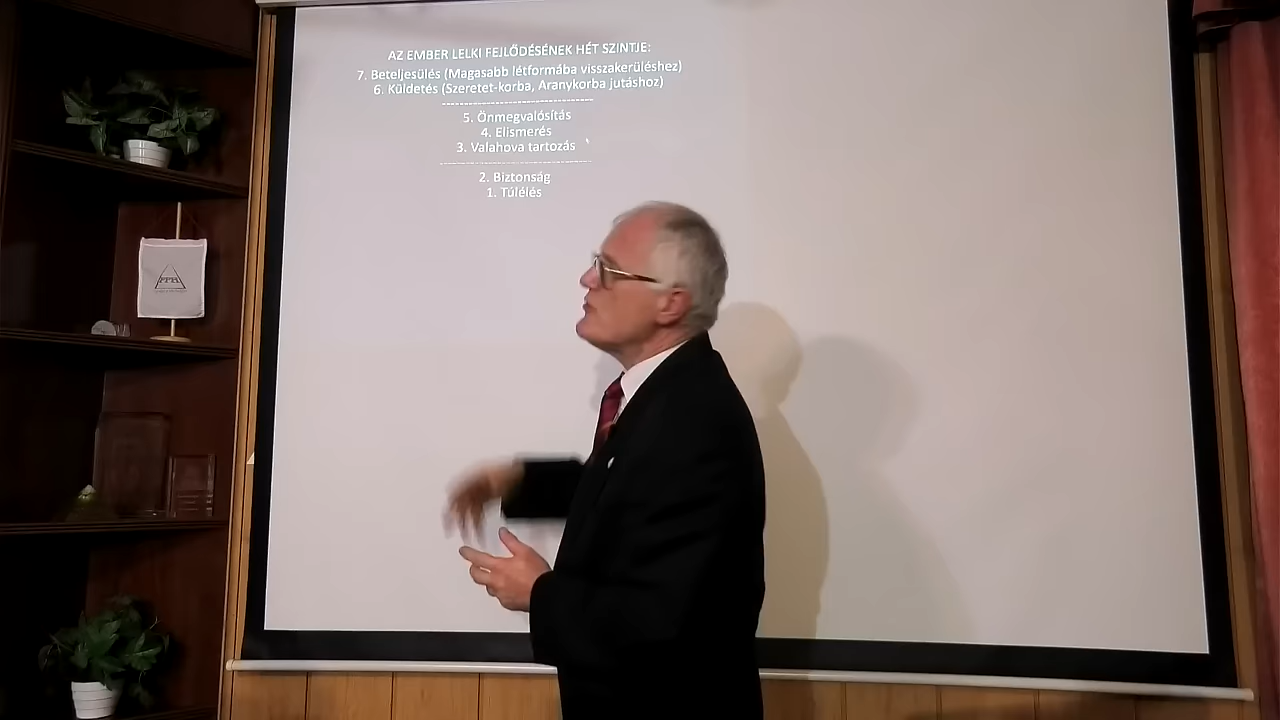 AZ EMBER LELKI FEJLŐDÉSÉNEK HÉT SZINTJE:
7. Beteljesülés (Magasabb létformába visszakerüléshez)
6. Küldetés (Szeretet-korba, Aranykorba jutáshoz)
5. Önmegvalósítás
4. Elismerés
3. Valahova tartozás
2. Biztonság
1. Túlélés